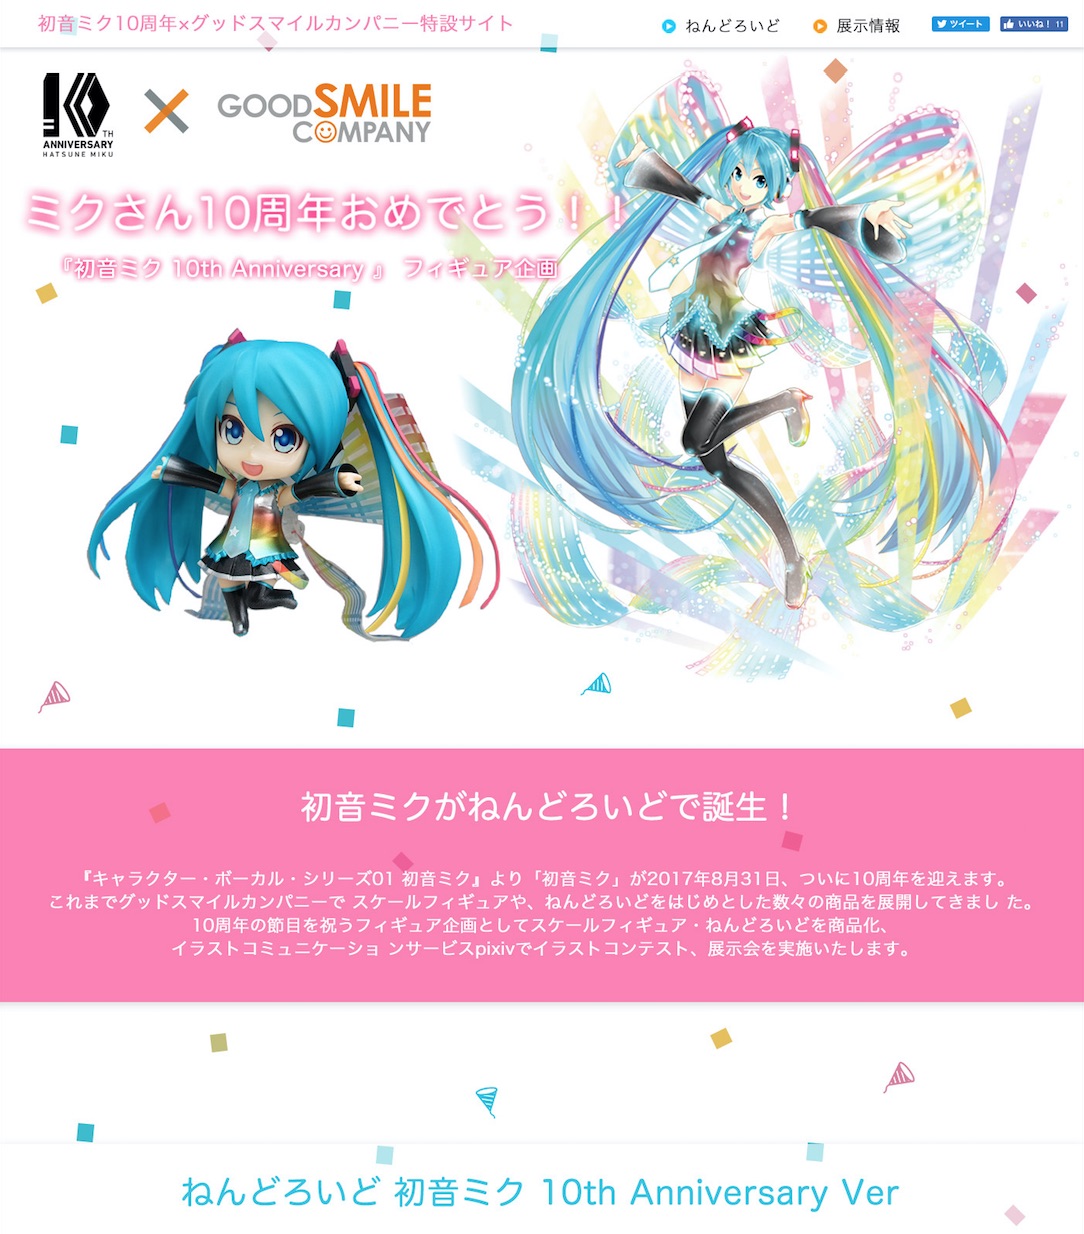 初音ミク10周年×グッドスマイルカンパニー特設サイト
ねんどろいど
展示情報
ツイート
いいね！ 11
10TH
ANNIVERSARY
HATSUNE MIKU
GOOD SMILE
COMPANY
ミクさん10周年おめでとう！！
『初音ミク 10th Anniversary 』 フィギュア企画
初音ミクがねんどろいどで誕生！
『キャラクター・ボーカル・シリーズ01 初音ミク』より「初音ミク」が2017年8月31日、ついに10周年を迎えます。
これまでグッドスマイルカンパニーで スケールフィギュアや、ねんどろいどをはじめとした数々の商品を展開してきまし た。
10周年の節目を祝うフィギュア企画としてスケールフィギュア・ねんどろいどを商品化、
イラストコミュニケーショ ンサービスpixivでイラストコンテスト、展示会を実施いたします。
ねんどろいど 初音ミク 10th Anniversary Ver